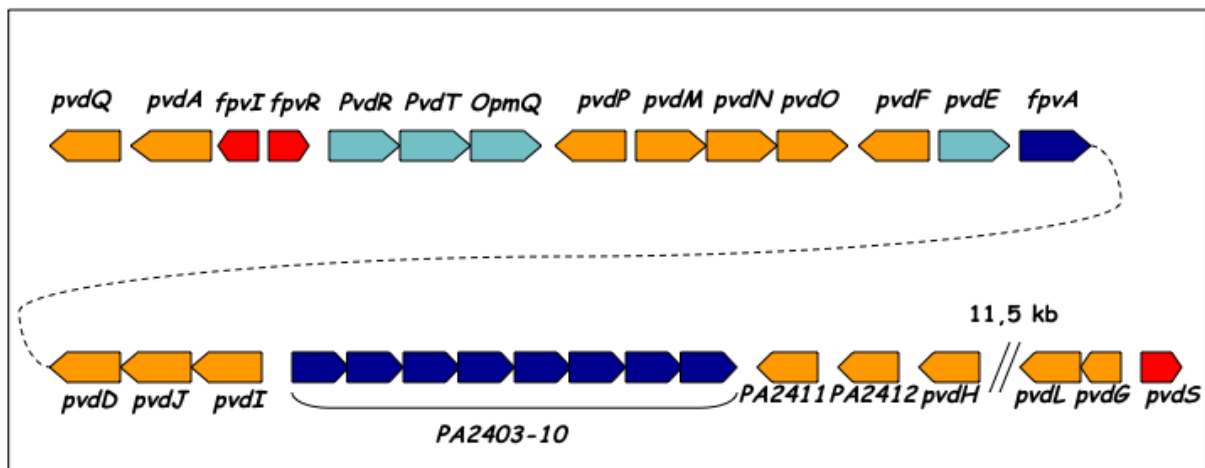 pvdQ pvdA fpvI fpvR PvdR PvdT OpmQ pvdP pvdM pvdN pvdO pvdF pvdE fpvA
11,5 kb
pvdD pvdJ pvdI PA2411 PA2412 pvdH pvdL pvdG pvdS
PA2403-10